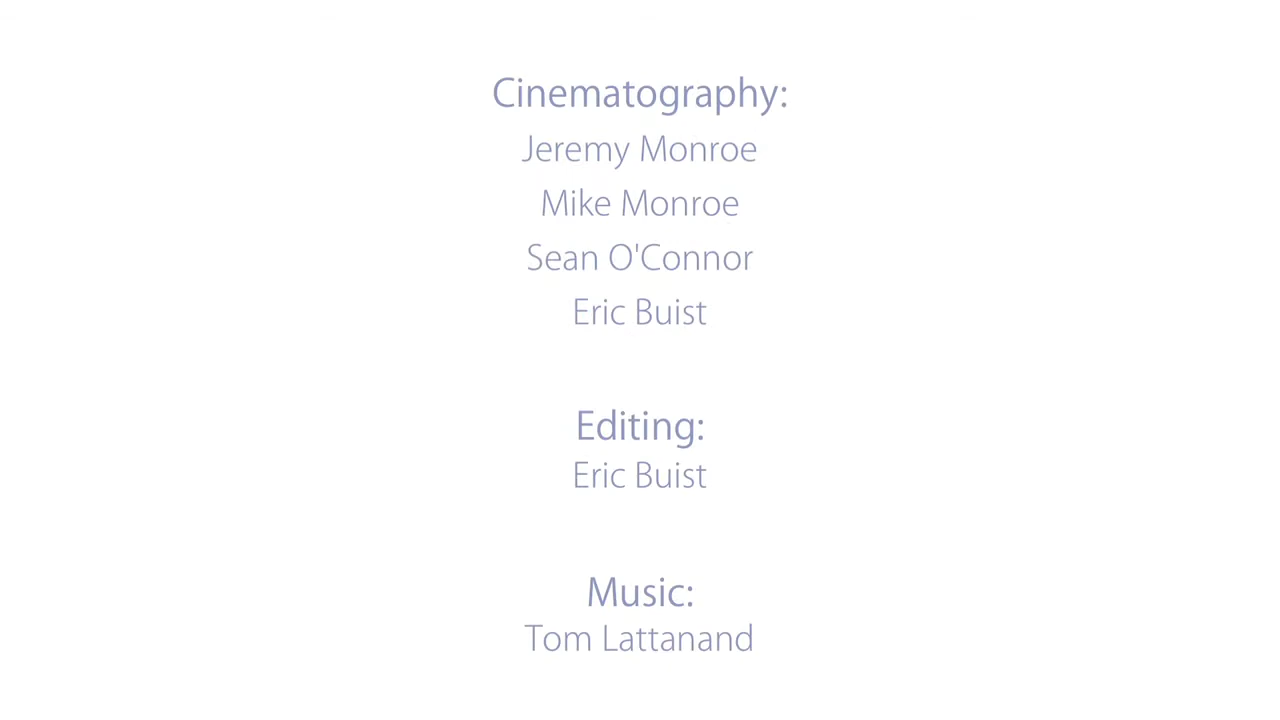 Cinematography:
Jeremy Monroe
Mike Monroe
Sean O'Connor
Eric Buist
Editing:
Eric Buist
Music:
Tom Lattanand